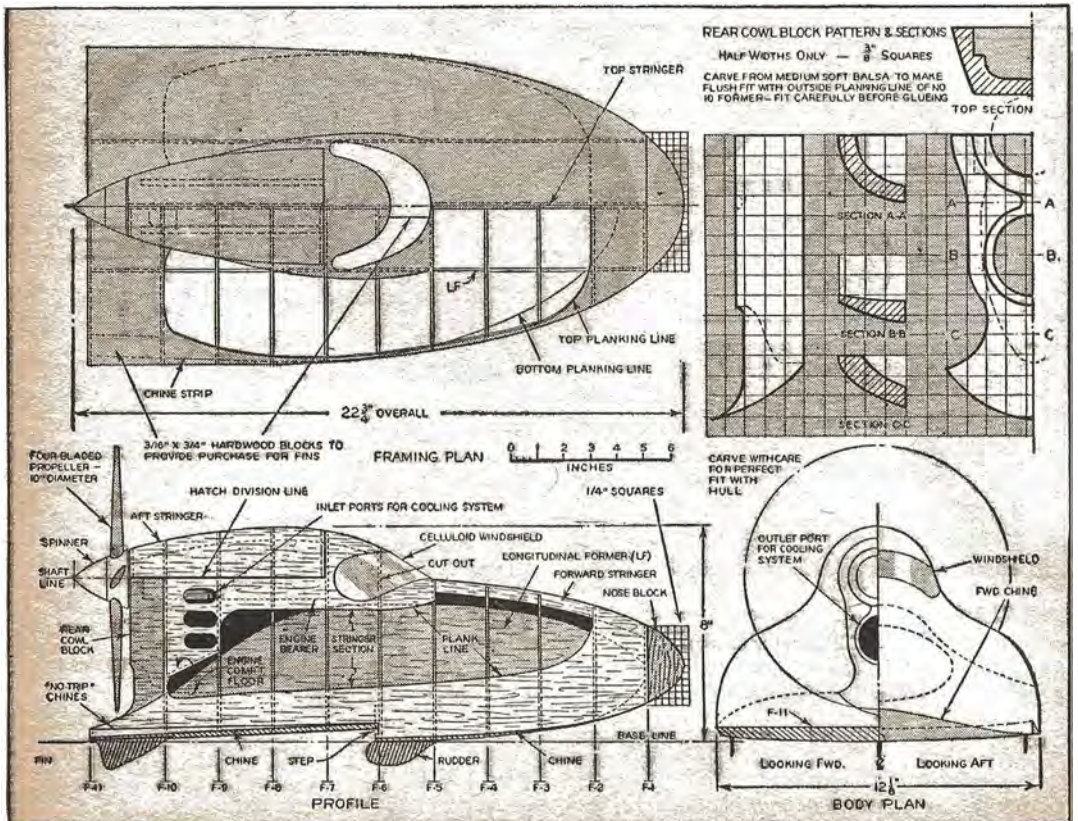 REAR COWL BLOCK PATTERN & SECTIONS
HALF WIDTHS ONLY — 3/8" SQUARES
CARVE FROM MEDIUM SOFT BALSA TO MAKE
FLUSH FIT WITH OUTSIDE PLANNING LINE OF NO
10 FORMER – FIT CAREFULLY BEFORE GLUEING
TOP SECTION
TOP STRINGER
SECTION A-A
A
A
B
B
SECTION B-B
C
C
SECTION C-C
LF
TOP PLANKING LINE
BOTTOM PLANKING LINE
CHINE STRIP
22 3/4" OVERALL
3/16" X 3/4" HARDWOOD BLOCKS TO
PROVIDE PURCHASE FOR FINS
FRAMING PLAN
0 1 2 3 4 5 6
INCHES
CARVE WITH CARE
FOR PERFECT
FIT WITH
HULL
FOUR-BLADED
PROPELLER –
10" DIAMETER
HATCH DIVISION LINE
INLET PORTS FOR COOLING SYSTEM
1/4" SQUARES
AFT STRINGER
CELLULOID WINDSHIELD
SPINNER
CUT OUT
LONGITUDINAL FORMER (LF)
FORWARD STRINGER
SHAFT
LINE
NOSE BLOCK
8"
REAR
COWL
BLOCK
ENGINE
BEARER
STRINGER
SECTION
PLANK
LINE
ENGINE
COMP'T
FLOOR
"NO-TRIP"
CHINES
BASE LINE
FIN
CHINE
STEP
RUDDER
CHINE
F-11
F-10
F-9
F-8
F-7
F-6
F-5
F-4
F-3
F-2
F-1
PROFILE
OUTLET PORT
FOR COOLING
SYSTEM
WINDSHIELD
FWD CHINE
F-11
LOOKING FWD.
LOOKING AFT
12 1/8"
BODY PLAN